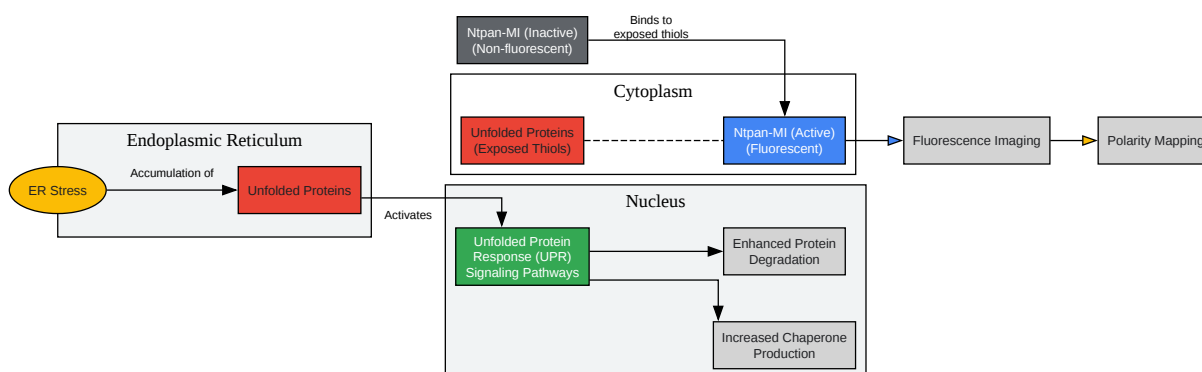 Ntpan-MI (Inactive)
(Non-fluorescent)
Binds to
exposed thiols
Cytoplasm
Unfolded Proteins
(Exposed Thiols)
Ntpan-MI (Active)
(Fluorescent)
Fluorescence Imaging
Polarity Mapping
Endoplasmic Reticulum
ER Stress
Accumulation of
Unfolded Proteins
Activates
Nucleus
Unfolded Protein
Response (UPR)
Signaling Pathways
Enhanced Protein
Degradation
Increased Chaperone
Production